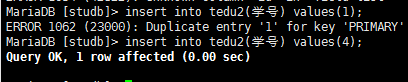 MariaDB [studb]> insert into tedu2(学号) values(1);
ERROR 1062 (23000): Duplicate entry '1' for key 'PRIMARY'
MariaDB [studb]> insert into tedu2(学号) values(4);
Query OK, 1 row affected (0.00 sec)